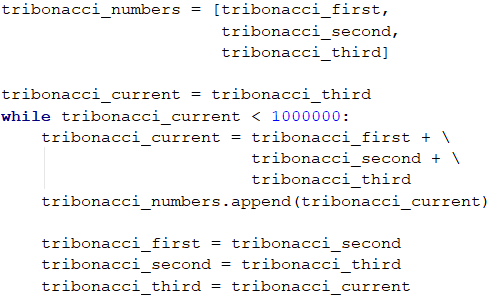 tribonacci_numbers = [tribonacci_first,
                      tribonacci_second,
                      tribonacci_third]

tribonacci_current = tribonacci_third
while tribonacci_current < 1000000:
    tribonacci_current = tribonacci_first + \
                         tribonacci_second + \
                         tribonacci_third
    tribonacci_numbers.append(tribonacci_current)

    tribonacci_first = tribonacci_second
    tribonacci_second = tribonacci_third
    tribonacci_third = tribonacci_current